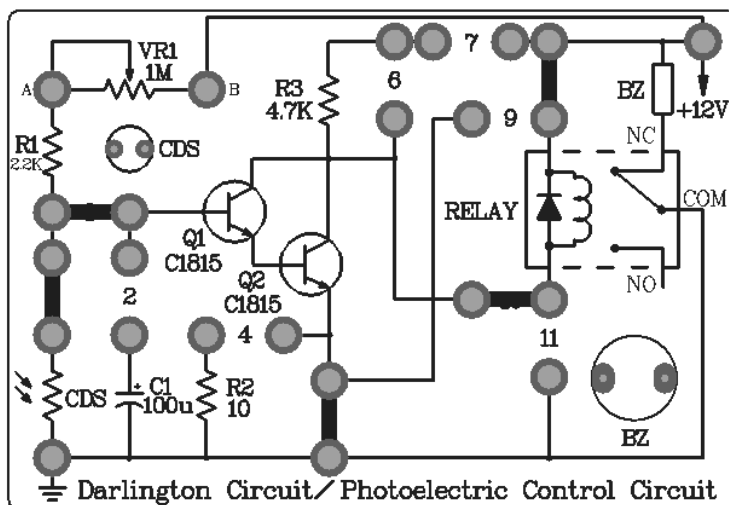 VR1
1M
A
B
R1
2.2K
CDS
R3
4.7K
6
7
9
BZ
+12V
NC
COM
RELAY
NO
Q1
C1815
Q2
C1815
2
4
11
CDS
C1
+
100u
R2
10
BZ
Darlington Circuit/Photoelectric Control Circuit